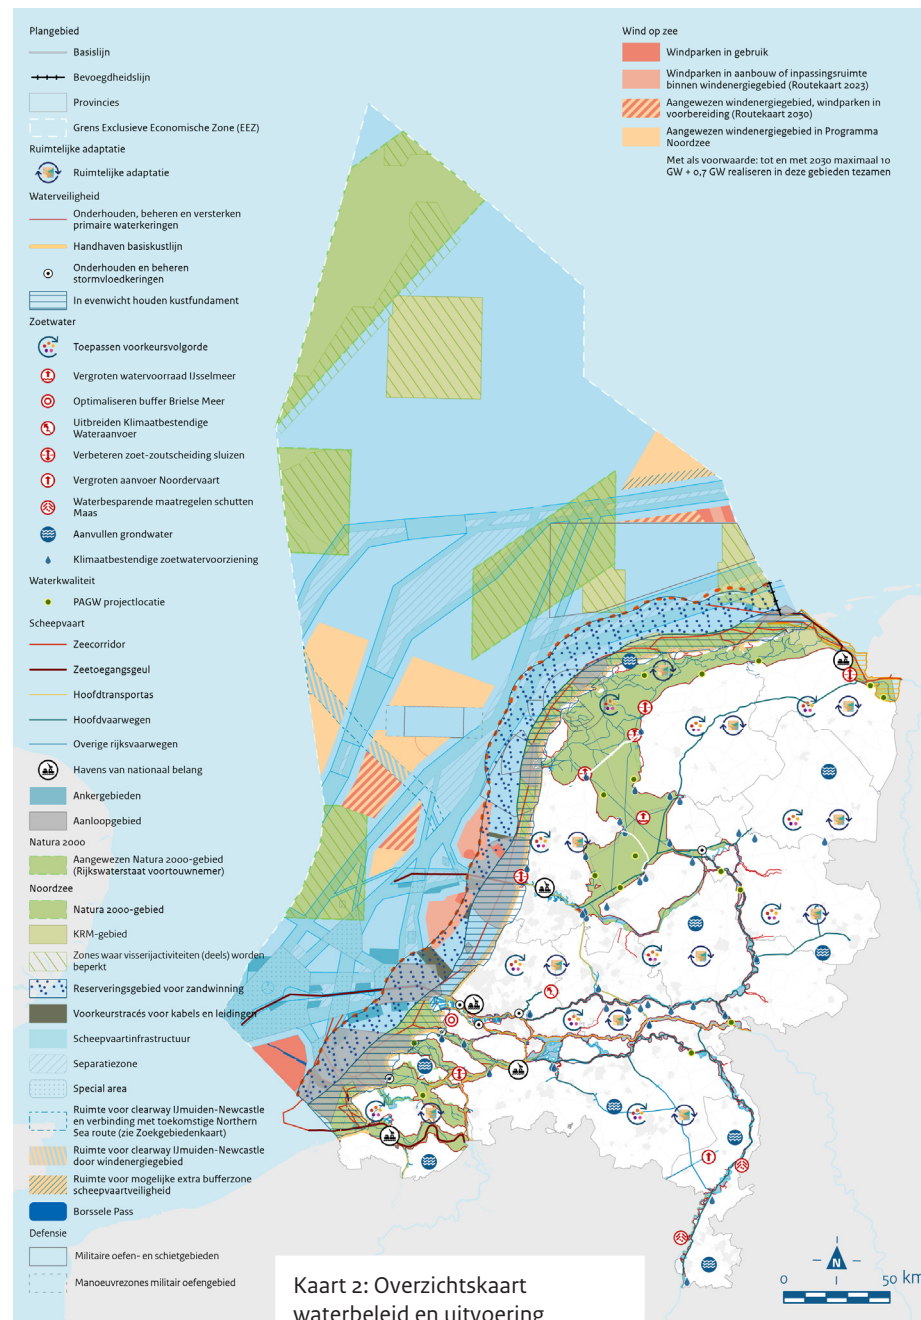 Plangebied
Basislijn
Bevoegdheidslijn
Provincies
Grens Exclusieve Economische Zone (EEZ)
Ruimtelijke adaptatie
Ruimtelijke adaptatie
Waterveiligheid
Onderhouden, beheren en versterken
primaire waterkeringen
Handhaven basiskustlijn
Onderhouden en beheren
stormvloedkeringen
In evenwicht houden kustfundament
Zoetwater
Toepassen voorkeursvolgorde
Vergroten watervoorraad IJsselmeer
Optimaliseren buffer Brielse Meer
Uitbreiden Klimaatbestendige
Wateraanvoer
Verbeteren zoet-zoutscheiding sluizen
Vergroten aanvoer Noordervaart
Waterbesparende maatregelen schutten
Maas
Aanvullen grondwater
Klimaatbestendige zoetwatervoorziening
Waterkwaliteit
PAGW projectlocatie
Scheepvaart
Zeecorridor
Zeetoegangsgeul
Hoofdtransportas
Hoofdvaarwegen
Overige rijksvaarwegen
Havens van nationaal belang
Ankergebieden
Aanloopgebied
Natura 2000
Aangewezen Natura 2000-gebied
(Rijkswaterstaat voortouwnemer)
Noordzee
Natura 2000-gebied
KRM-gebied
Zones waar visserijactiviteiten (deels) worden
beperkt
Reserveringsgebied voor zandwinning
Voorkeurstracés voor kabels en leidingen
Scheepvaartinfrastructuur
Separatiezone
Special area
Ruimte voor clearway IJmuiden-Newcastle
en verbinding met toekomstige Northern
Sea route (zie Zoekgebiedenkaart)
Ruimte voor clearway IJmuiden-Newcastle
door windenergiegebied
Ruimte voor mogelijke extra bufferzone
scheepvaartveiligheid
Borssele Pass
Defensie
Militaire oefen- en schietgebieden
Manoeuvrezones militair oefengebied
Wind op zee
Windparken in gebruik
Windparken in aanbouw of inpassingsruimte
binnen windenergiegebied (Routekaart 2023)
Aangewezen windenergiegebied, windparken in
voorbereiding (Routekaart 2030)
Aangewezen windenergiegebied in Programma
Noordzee
Met als voorwaarde: tot en met 2030 maximaal 10
GW + 0,7 GW realiseren in deze gebieden tezamen
N
0 50 km
Kaart 2: Overzichtskaart
waterbeleid en uitvoering